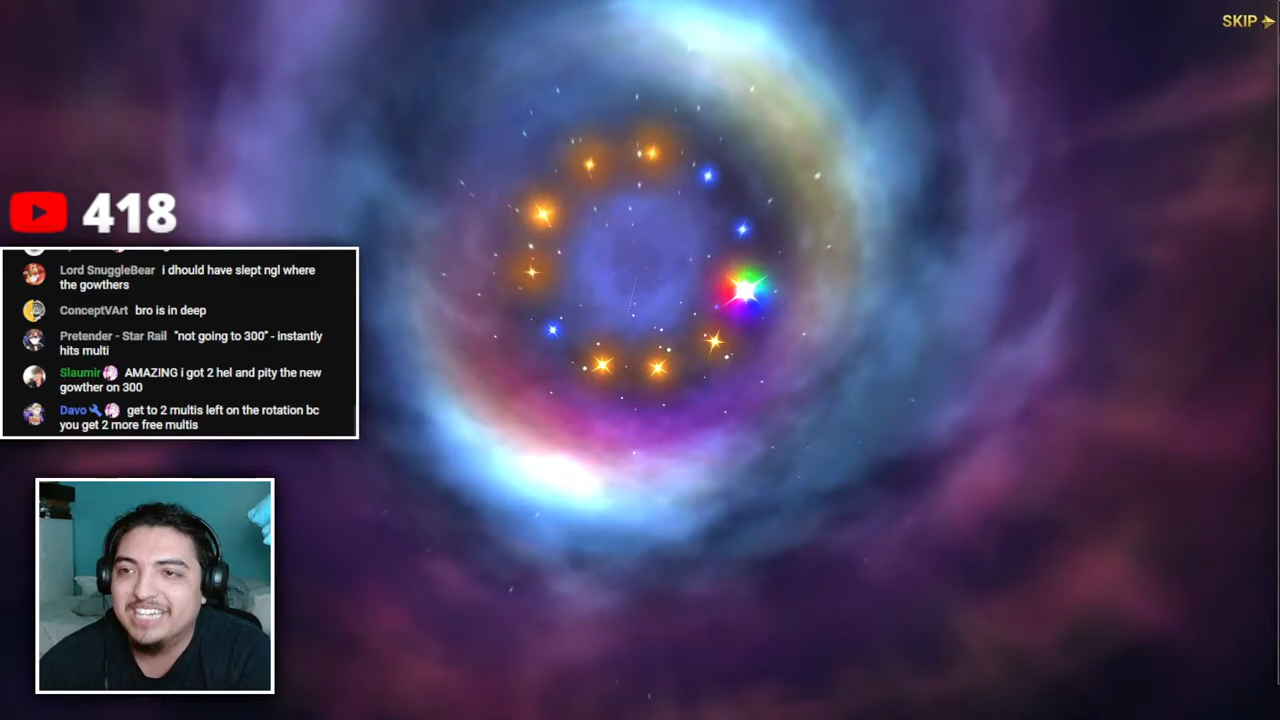 SKIP
418
Lord SnuggleBear i dhould have slept ngl where
the gowthers
ConceptVArt bro is in deep
Pretender - Star Rail "not going to 300" - instantly
hits multi
Slaumir AMAZING i got 2 hel and pity the new
gowther on 300
Davo get to 2 multis left on the rotation bc
you get 2 more free multis